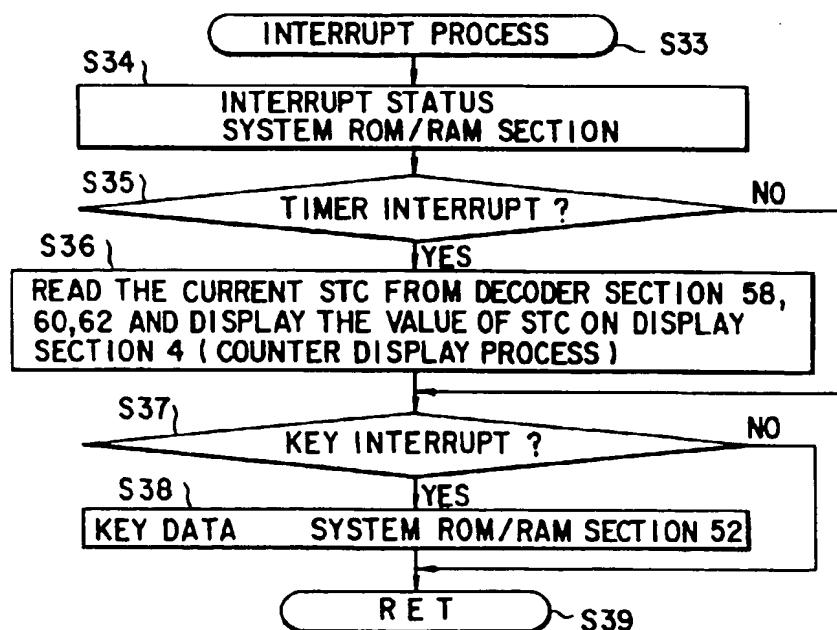 INTERRUPT PROCESS
S33
S34
INTERRUPT STATUS
SYSTEM ROM/RAM SECTION
S35
TIMER INTERRUPT ?
NO
S36
YES
READ THE CURRENT STC FROM DECODER SECTION 58,
60,62 AND DISPLAY THE VALUE OF STC ON DISPLAY
SECTION 4 (COUNTER DISPLAY PROCESS)
S37
KEY INTERRUPT ?
NO
S38
YES
KEY DATA SYSTEM ROM/RAM SECTION 52
RET
S39